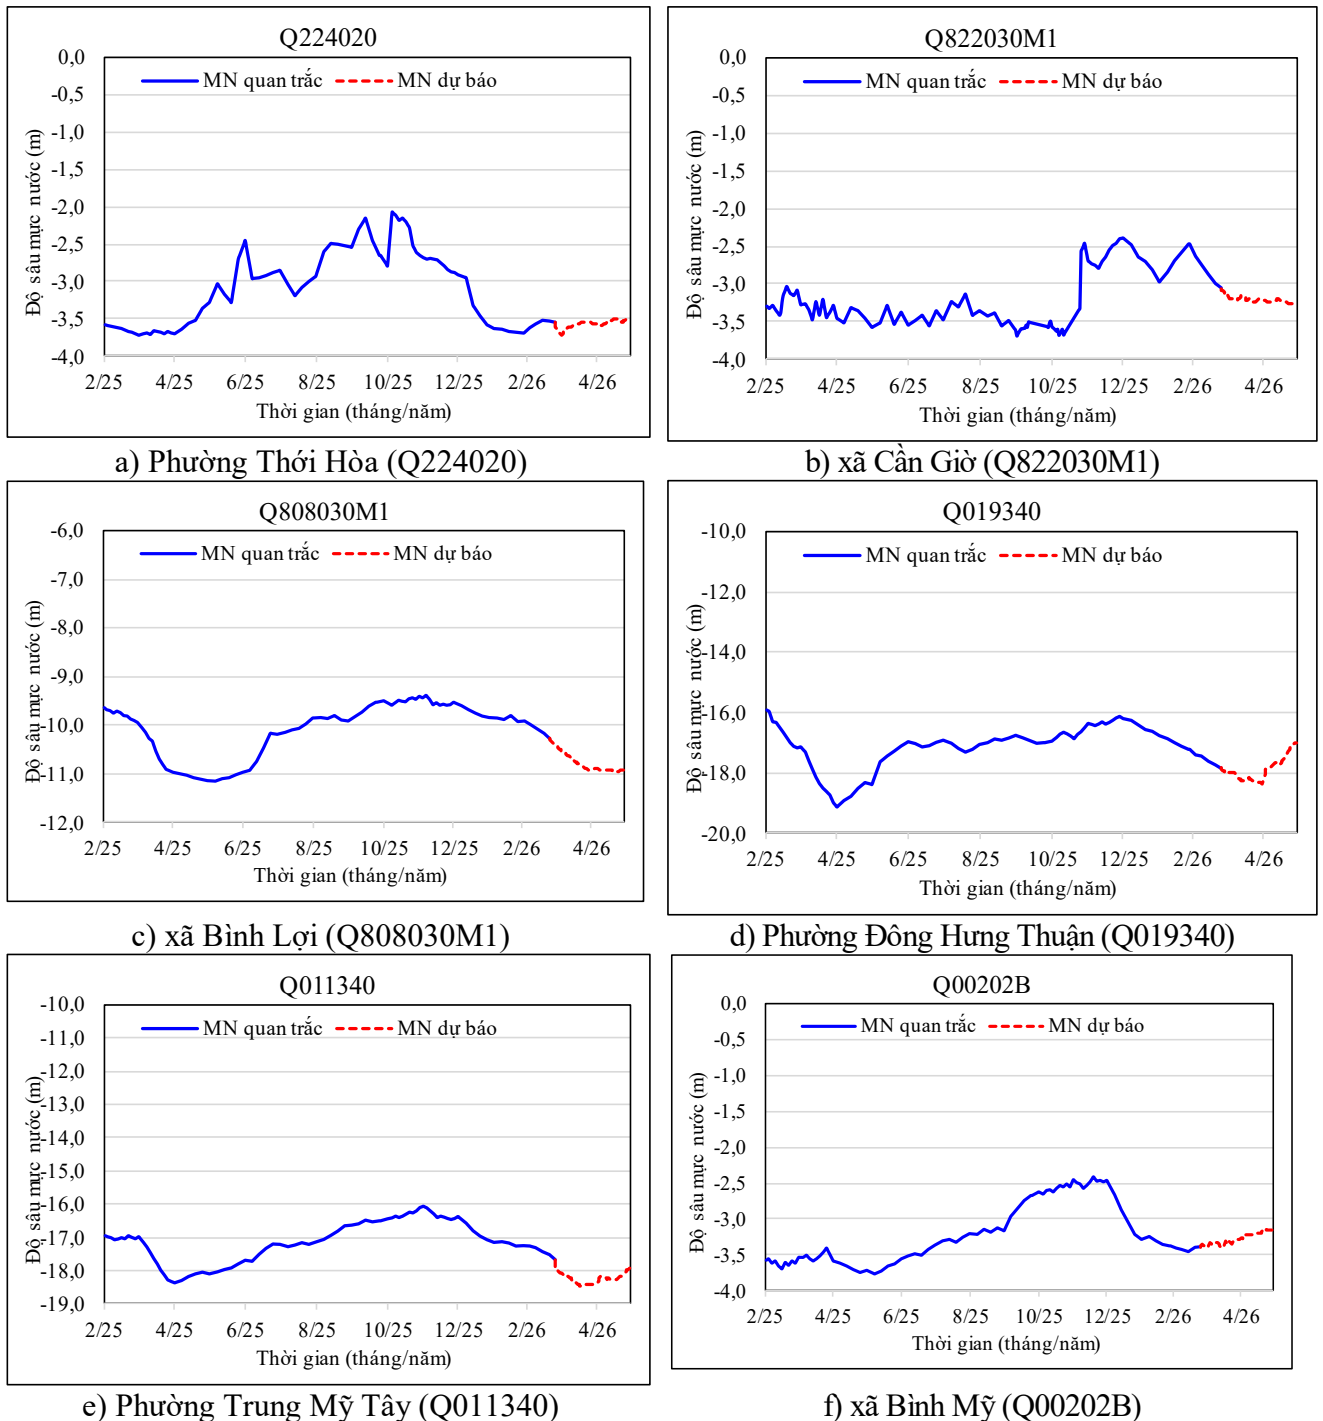 Q224020
MN quan trắc MN dự báo
Độ sâu mực nước (m)
0,0
-0,5
-1,0
-1,5
-2,0
-2,5
-3,0
-3,5
-4,0
2/25 4/25 6/25 8/25 10/25 12/25 2/26 4/26
Thời gian (tháng/năm)
a) Phường Thới Hòa (Q224020)
Q822030M1
MN quan trắc MN dự báo
Độ sâu mực nước (m)
0,0
-0,5
-1,0
-1,5
-2,0
-2,5
-3,0
-3,5
-4,0
2/25 4/25 6/25 8/25 10/25 12/25 2/26 4/26
Thời gian (tháng/năm)
b) xã Cần Giờ (Q822030M1)
Q808030M1
MN quan trắc MN dự báo
Độ sâu mực nước (m)
-6,0
-7,0
-8,0
-9,0
-10,0
-11,0
-12,0
2/25 4/25 6/25 8/25 10/25 12/25 2/26 4/26
Thời gian (tháng/năm)
c) xã Bình Lợi (Q808030M1)
Q019340
MN quan trắc MN dự báo
Độ sâu mực nước (m)
-10,0
-12,0
-14,0
-16,0
-18,0
-20,0
2/25 4/25 6/25 8/25 10/25 12/25 2/26 4/26
Thời gian (tháng/năm)
d) Phường Đông Hưng Thuận (Q019340)
Q011340
MN quan trắc MN dự báo
Độ sâu mực nước (m)
-10,0
-11,0
-12,0
-13,0
-14,0
-15,0
-16,0
-17,0
-18,0
-19,0
2/25 4/25 6/25 8/25 10/25 12/25 2/26 4/26
Thời gian (tháng/năm)
e) Phường Trung Mỹ Tây (Q011340)
Q00202B
MN quan trắc MN dự báo
Độ sâu mực nước (m)
0,0
-0,5
-1,0
-1,5
-2,0
-2,5
-3,0
-3,5
-4,0
2/25 4/25 6/25 8/25 10/25 12/25 2/26 4/26
Thời gian (tháng/năm)
f) xã Bình Mỹ (Q00202B)